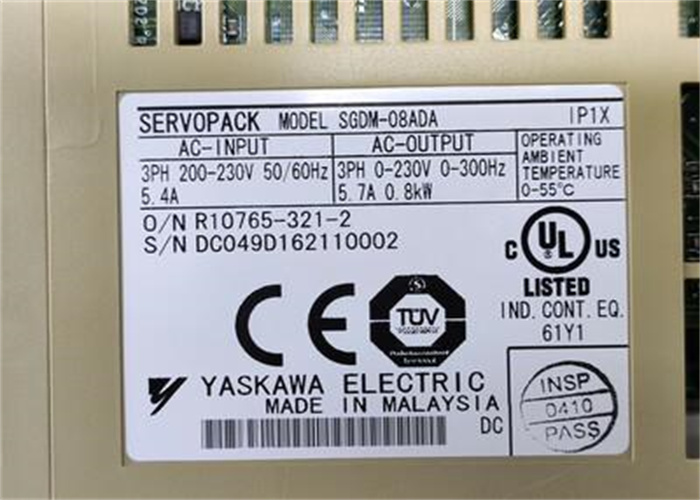 SERVOPACK MODEL SGDM-08ADA IP1X
AC-INPUT AC-OUTPUT
3PH 200-230V 50/60Hz 3PH 0-230V 0-300Hz
5.4A 5.7A 0.8kW
OPERATING
AMBIENT
TEMPERATURE
0-55℃
O/N R10765-321-2
S/N DC049D162110002
C UL US
LISTED
IND. CONT. EQ.
61Y1
CE
TÜV
YASKAWA ELECTRIC
MADE IN MALAYSIA
DC
INSP
0410
PASS